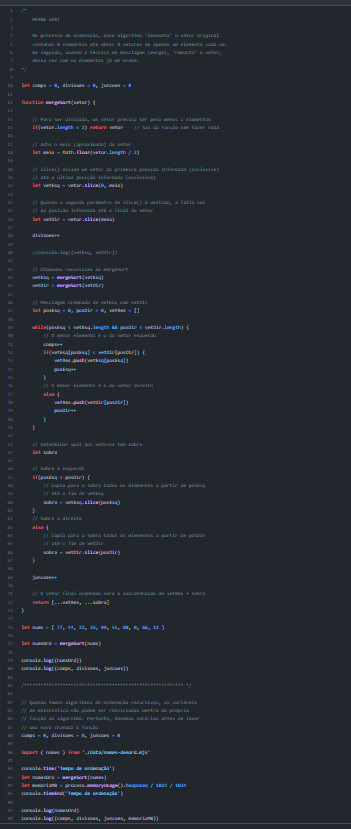 /*
MERGE SORT
No processo de ordenação, esse algoritmo "desmonta" o vetor original
contendo N elementos até obter N vetores de apenas um elemento cada um.
Em seguida, usando a técnica de mesclagem (merge), "remonta" o vetor,
dessa vez com os elementos já em ordem.
*/
let comps = 0, divisoes = 0, juncoes = 0
function mergeSort(vetor) {
// Para ser dividido, um vetor precisa ter pelo menos 2 elementos
if(vetor.length < 2) return vetor // Sai da função sem fazer nada
// Acha o meio (aproximado) do vetor
let meio = Math.floor(vetor.length / 2)
// slice() divide um vetor da primeira posição informada (inclusive)
// até a última posição informada (exclusive)
let vetEsq = vetor.slice(0, meio)
// Quando o segundo parâmetro de slice() é omitido, a fatia vai
// da posição informada até o final do vetor
let vetDir = vetor.slice(meio)
divisoes++
//console.log({vetEsq, vetDir})
// Chamadas recursivas ao mergeSort
vetEsq = mergeSort(vetEsq)
vetDir = mergeSort(vetDir)
// Mesclagem ordenada de vetEsq com vetDir
let posEsq = 0, posDir = 0, vetRes = []
while(posEsq < vetEsq.length && posDir < vetDir.length) {
// O menor elemento é o do vetor esquerdo
comps++
if(vetEsq[posEsq] < vetDir[posDir]) {
vetRes.push(vetEsq[posEsq])
posEsq++
}
// O menor elemento é o do vetor direito
else {
vetRes.push(vetDir[posDir])
posDir++
}
}
// Determinar qual dos vetores tem sobra
let sobra
// Sobra à esquerda
if(posEsq < posDir) {
// Copia para a sobra todos os elementos a partir de posEsq
// até o fim de vetEsq
sobra = vetEsq.slice(posEsq)
}
// Sobra à direita
else {
// Copia para a sobra todos os elementos a partir de posDir
// até o fim de vetDir
sobra = vetDir.slice(posDir)
}
juncoes++
// O vetor final ordenado será a concatenação de vetRes + sobra
return [...vetRes, ...sobra]
}
let nums = [ 77, 44, 22, 33, 99, 55, 88, 0, 66, 11 ]
let numsOrd = mergeSort(nums)
console.log({numsOrd})
console.log({comps, divisoes, juncoes})
// Quando temos algoritmos de ordenação recursivos, as variáveis
// de estatística não podem ser reiniciadas dentro da própria
// função do algoritmo. Portanto, devemos zerá-los antes de fazer
// uma nova chamada à função
comps = 0, divisoes = 0, juncoes = 0
import { nomes } from './data/nomes-desord.mjs'
console.time('Tempo de ordenação')
let nomesOrd = mergeSort(nomes)
let memoriaMB = process.memoryUsage().heapUsed / 1024 / 1024
console.timeEnd('Tempo de ordenação')
console.log(nomesOrd)
console.log({comps, divisoes, juncoes, memoriaMB})